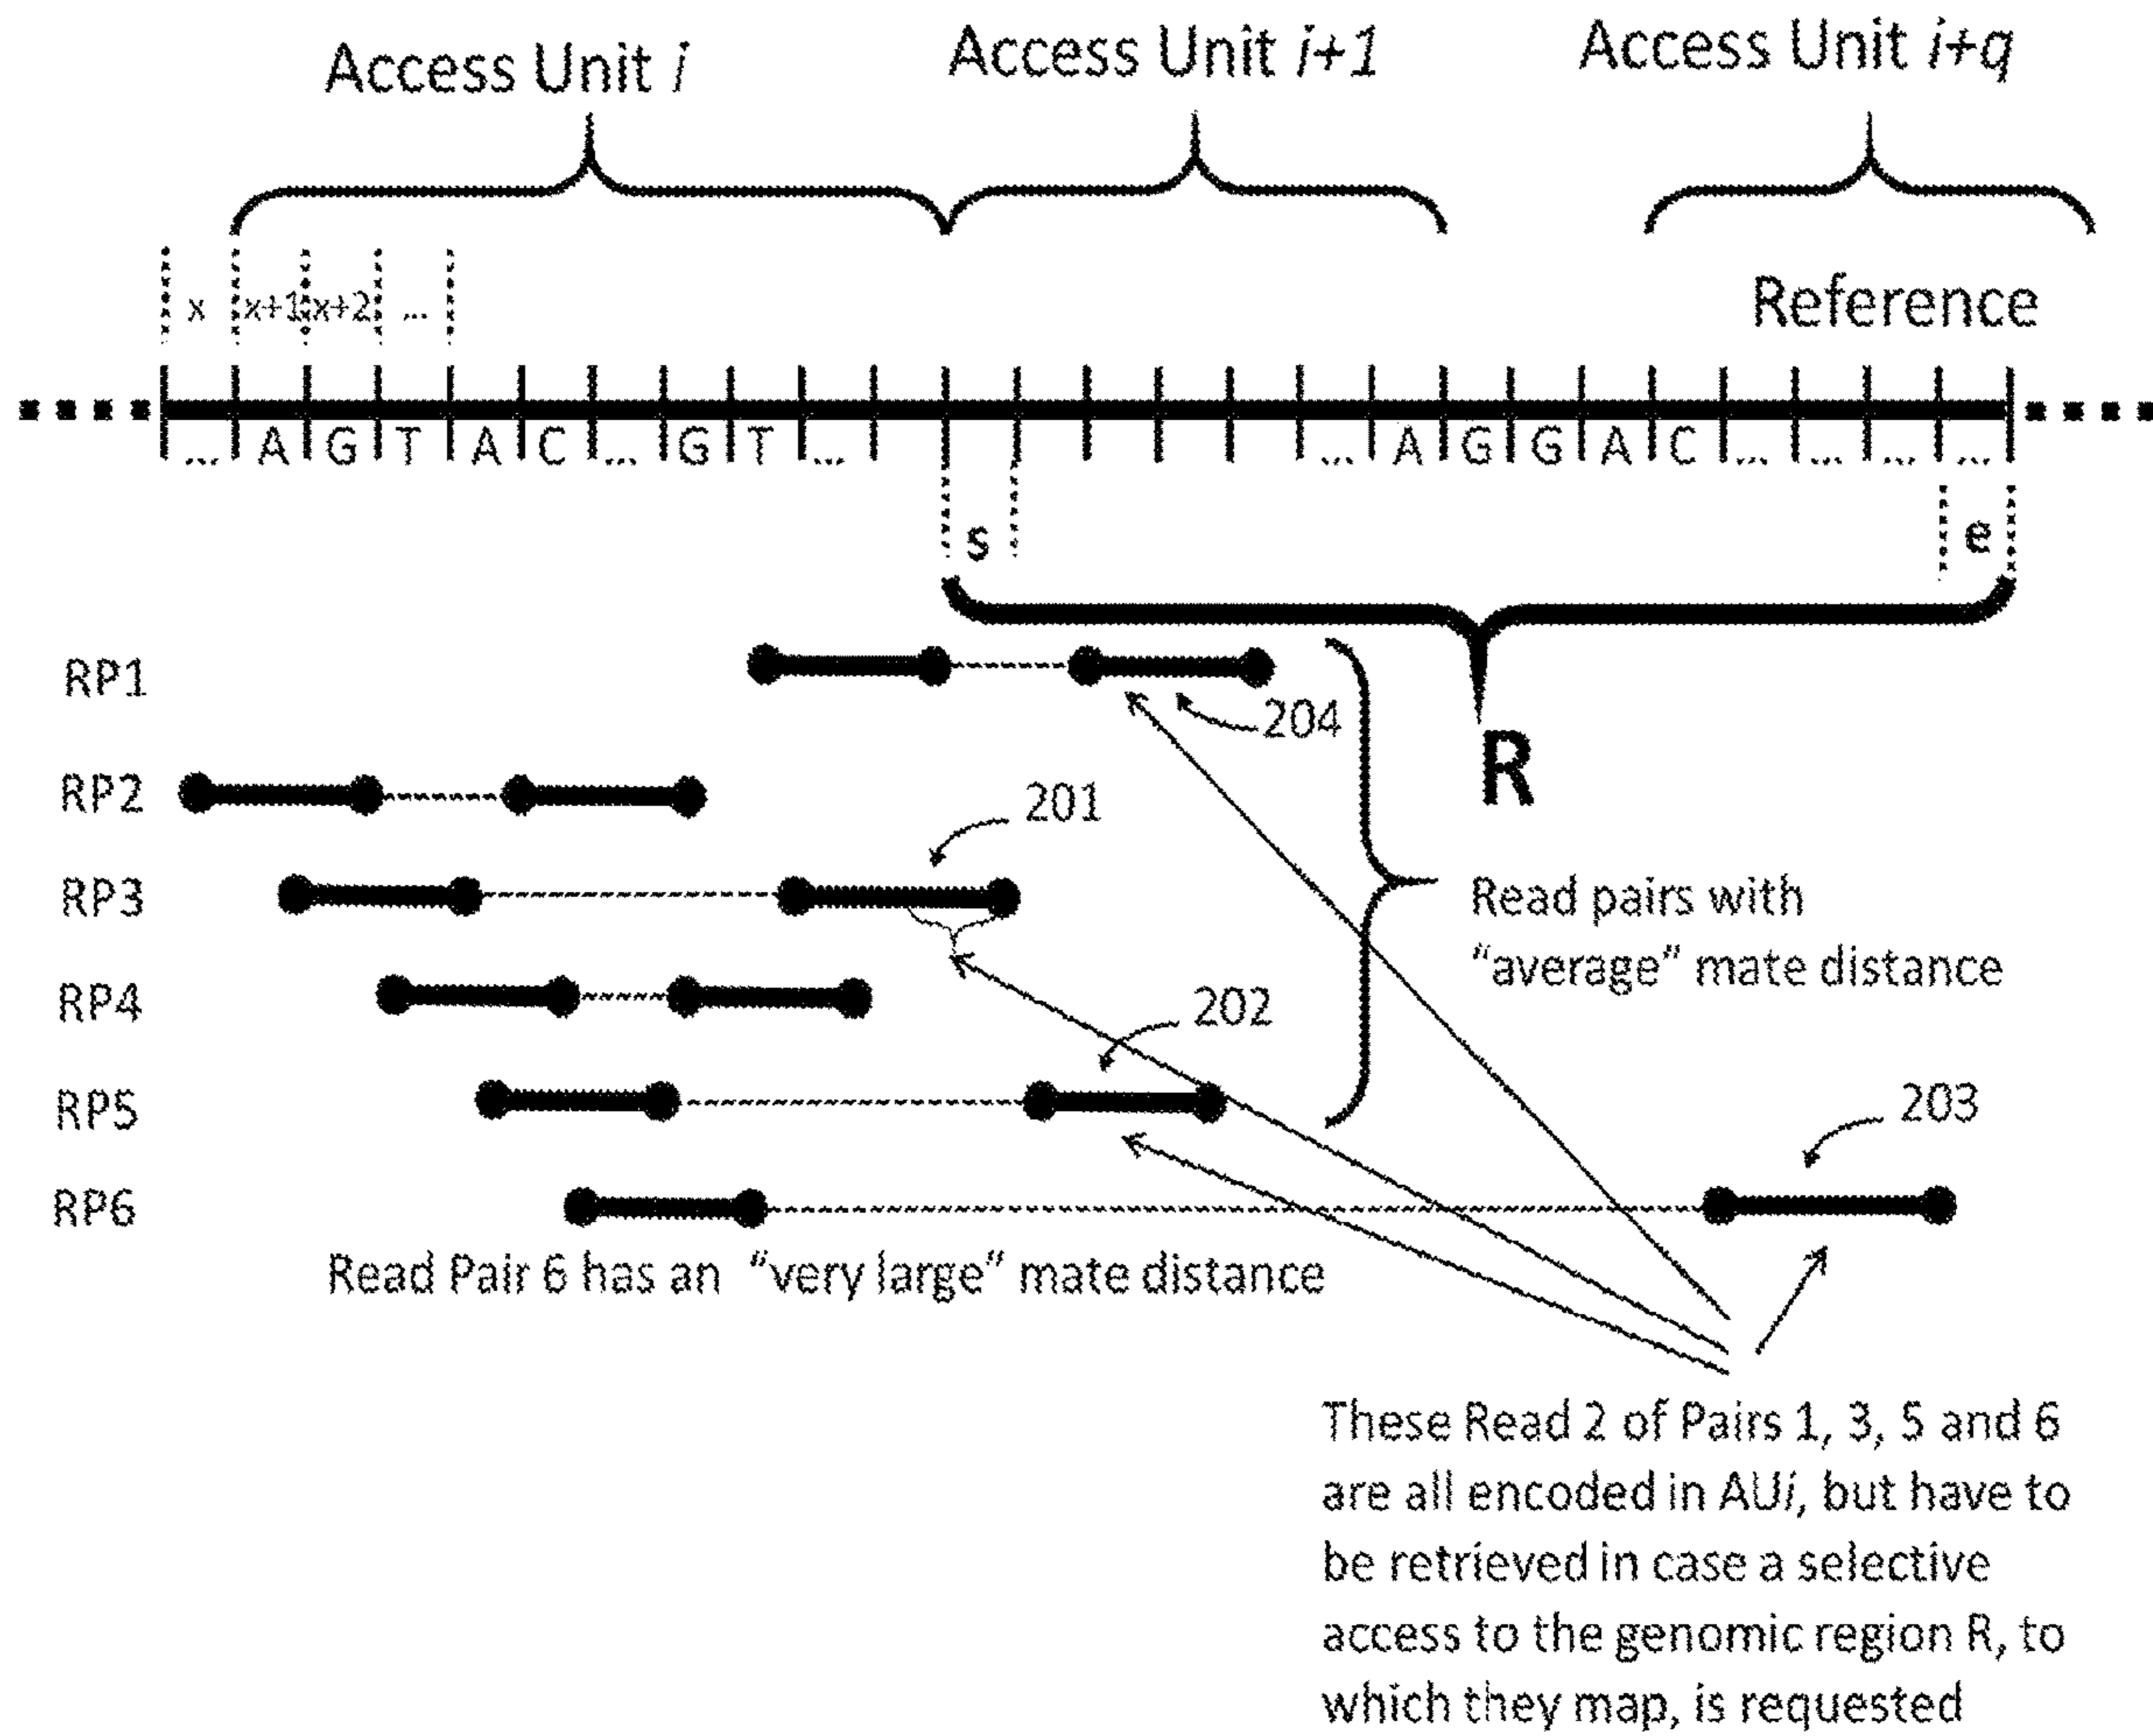 Access Unit i
Access Unit i+1
Access Unit i+q
x
x+1
x+2
...
Reference
... A G T A C ... G T ... ... A G G A C ... ... ... ...
s
e
RP1
204
R
RP2
201
RP3
Read pairs with
"average" mate distance
RP4
202
RP5
203
RP6
Read Pair 6 has an "very large" mate distance
These Read 2 of Pairs 1, 3, 5 and 6
are all encoded in AUi, but have to
be retrieved in case a selective
access to the genomic region R, to
which they map, is requested